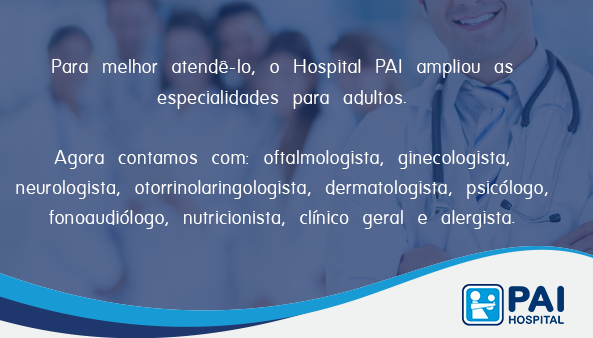 Para melhor atendê-lo, o Hospital PAI ampliou as
especialidades para adultos.
Agora contamos com: oftalmologista, ginecologista,
neurologista, otorrinolaringologista, dermatologista, psicólogo,
fonoaudiólogo, nutricionista, clínico geral e alergista.
PAI
HOSPITAL